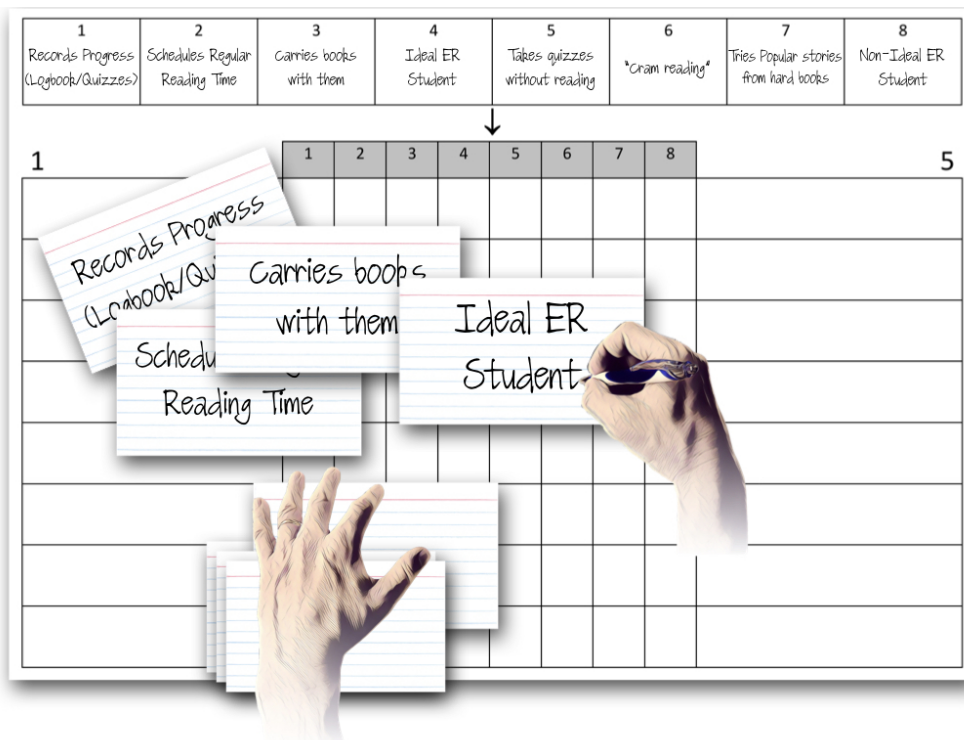 1 2 3 4 5 6 7 8
Records Progress Schedules Regular Carries books Ideal ER Takes quizzes "Cram reading" Tries Popular stories Non-Ideal ER
(Logbook/Quizzes) Reading Time with them Student without reading from hard books Student
1 1 2 3 4 5 6 7 8 5
Records Progress
(Logbook/Qu
Carries books
with them
Ideal ER
Student
Schedu
Reading Time